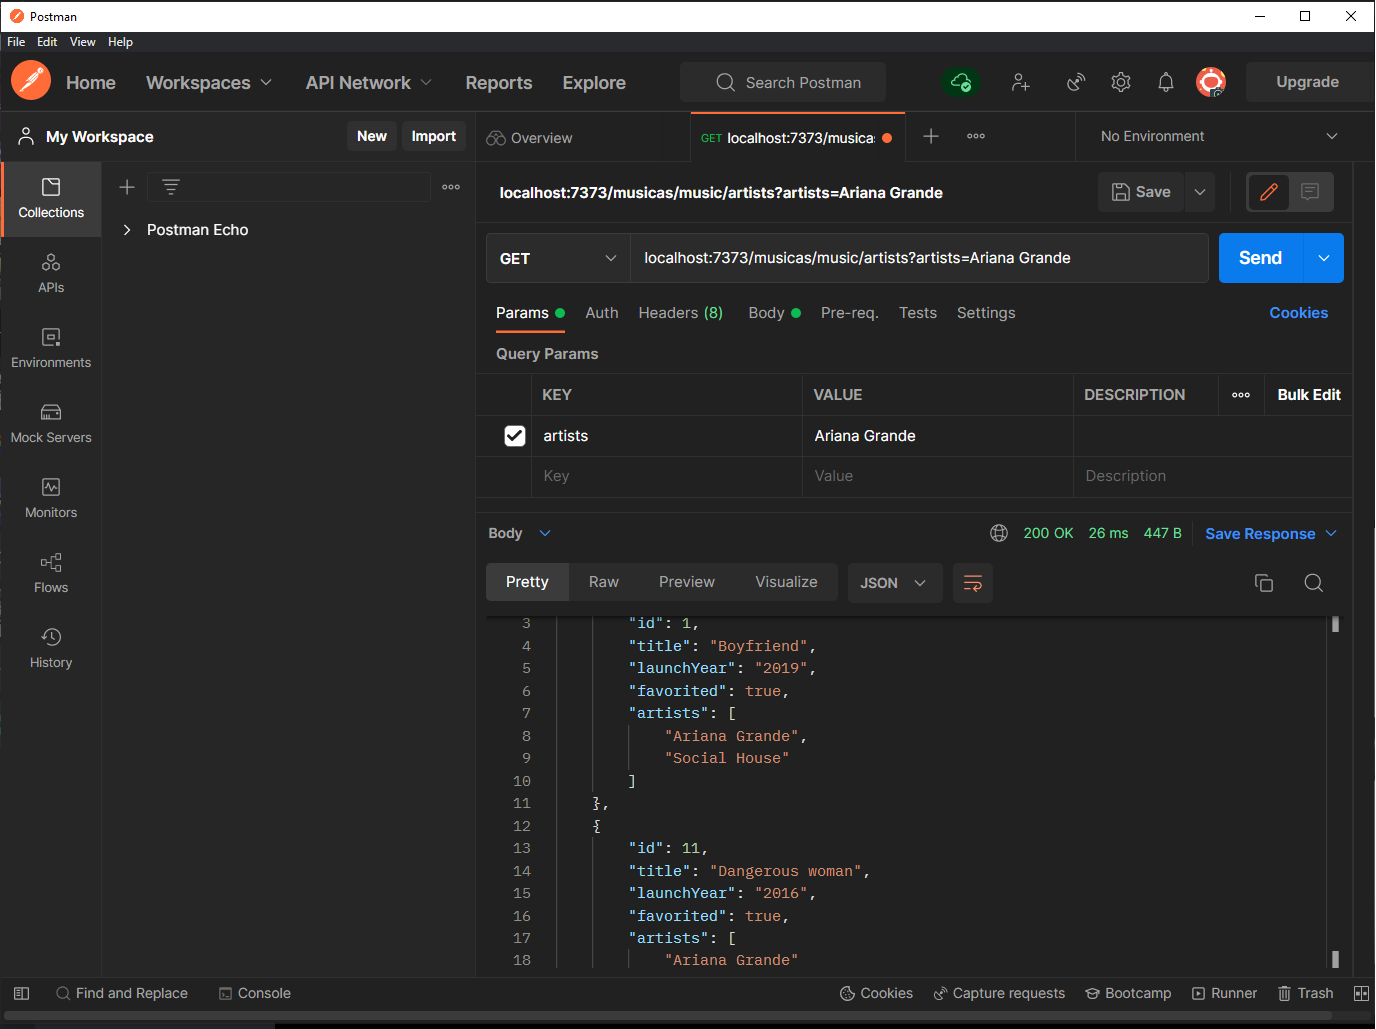 Postman
File Edit View Help
Home Workspaces API Network Reports Explore Search Postman Upgrade
My Workspace New Import
Overview GET localhost:7373/musica: No Environment
Collections
APIs
Environments
Mock Servers
Monitors
Flows
History
Postman Echo
localhost:7373/musicas/music/artists?artists=Ariana Grande Save
GET localhost:7373/musicas/music/artists?artists=Ariana Grande Send
Params Auth Headers (8) Body Pre-req. Tests Settings Cookies
Query Params
KEY VALUE DESCRIPTION Bulk Edit
artists Ariana Grande
Key Value Description
Body 200 OK 26 ms 447 B Save Response
Pretty Raw Preview Visualize JSON
3 "id": 1,
4 "title": "Boyfriend",
5 "launchYear": "2019",
6 "favorited": true,
7 "artists": [
8 "Ariana Grande",
9 "Social House"
10 ]
11 },
12 {
13 "id": 11,
14 "title": "Dangerous woman",
15 "launchYear": "2016",
16 "favorited": true,
17 "artists": [
18 "Ariana Grande"
Find and Replace Console Cookies Capture requests Bootcamp Runner Trash